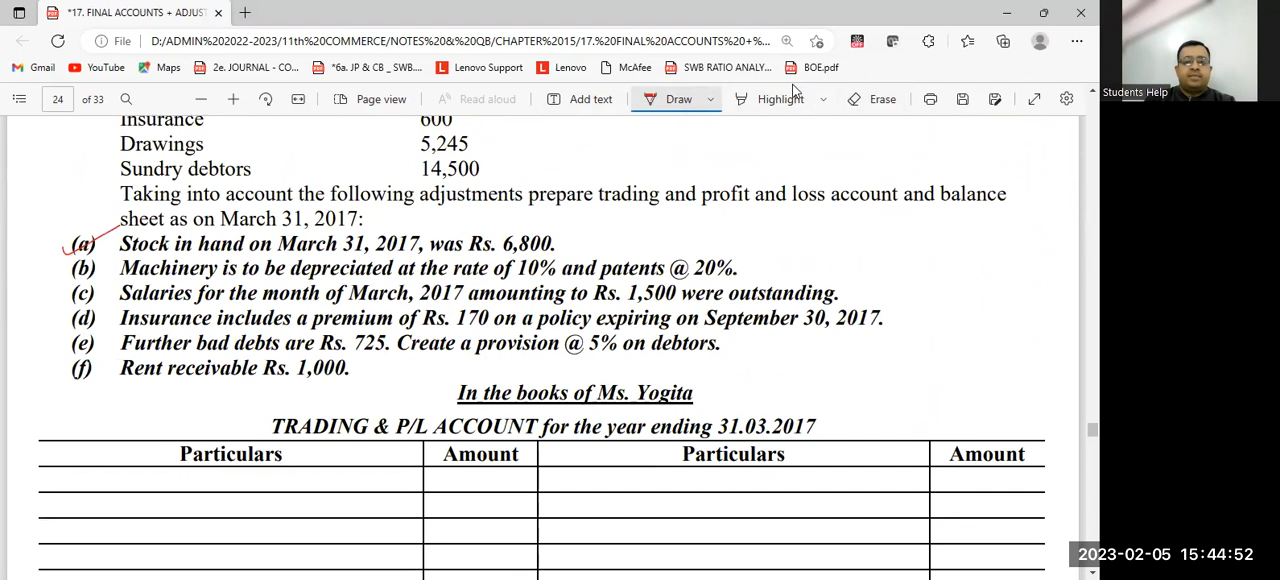 *17. FINAL ACCOUNTS + ADJUST
File
D:/ADMIN%202022-2023/11th%20COMMERCE/NOTES%20&%20QB/CHAPTER%2015/17.%20FINAL%20ACCOUNTS%20+%...
Gmail
YouTube
Maps
2e. JOURNAL - CO...
*6a. JP & CB _ SWB....
Lenovo Support
Lenovo
McAfee
SWB RATIO ANALY...
BOE.pdf
24 of 33
Page view
Read aloud
Add text
Draw
Highlight
Erase
Students Help
Insurance 600
Drawings 5,245
Sundry debtors 14,500
Taking into account the following adjustments prepare trading and profit and loss account and balance
sheet as on March 31, 2017:
(a) Stock in hand on March 31, 2017, was Rs. 6,800.
(b) Machinery is to be depreciated at the rate of 10% and patents @ 20%.
(c) Salaries for the month of March, 2017 amounting to Rs. 1,500 were outstanding.
(d) Insurance includes a premium of Rs. 170 on a policy expiring on September 30, 2017.
(e) Further bad debts are Rs. 725. Create a provision @ 5% on debtors.
(f) Rent receivable Rs. 1,000.
In the books of Ms. Yogita
TRADING & P/L ACCOUNT for the year ending 31.03.2017
Particulars Amount Particulars Amount
2023-02-05 15:44:52